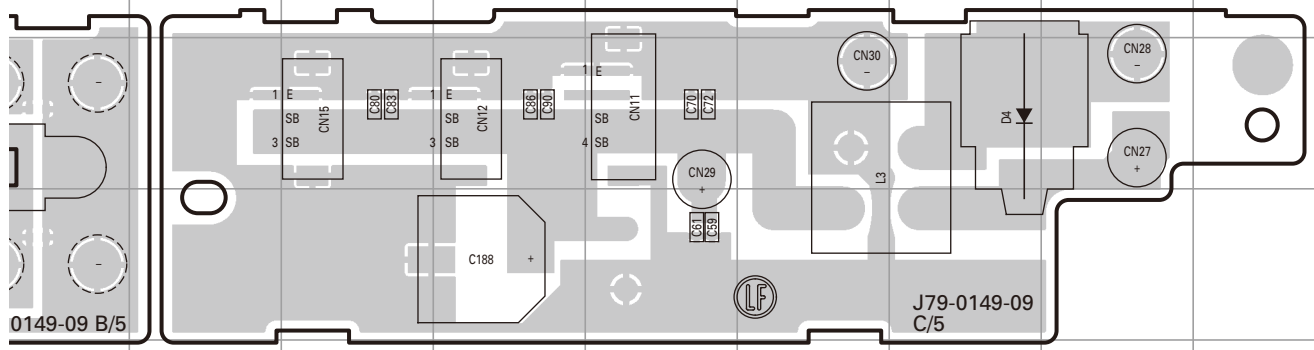 CN30
−
CN28
−
1 E
SB
3 SB
CN15
C80
C83
1 E
SB
3 SB
CN12
C86
C90
1 E
SB
4 SB
CN11
C70
C72
D4
CN27
+
CN29
+
L3
C61
C59
C188
+
LF
−
−
0149-09 B/5
J79-0149-09
C/5